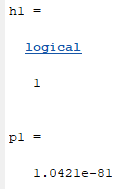 h1 =
logical
1
p1 =
1.0421e-81